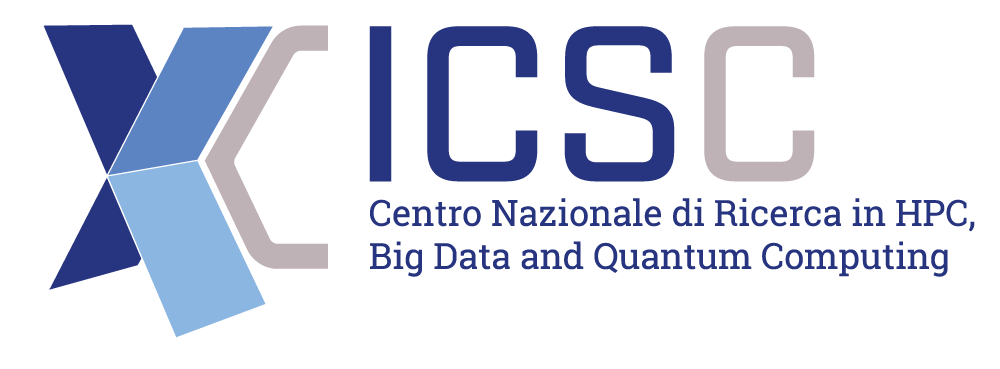 ICSC
Centro Nazionale di Ricerca in HPC,
Big Data and Quantum Computing